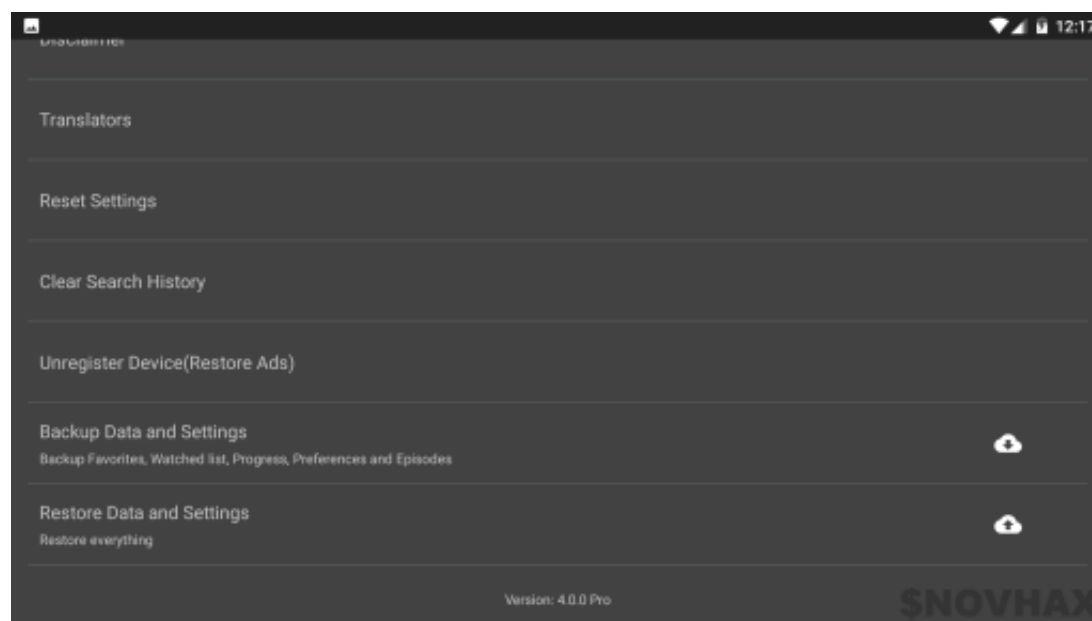 12:17
Disclaimer
Translators
Reset Settings
Clear Search History
Unregister Device(Restore Ads)
Backup Data and Settings
Backup Favorites, Watched list, Progress, Preferences and Episodes
Restore Data and Settings
Restore everything
Version: 4.0.0 Pro
$NOVHAX